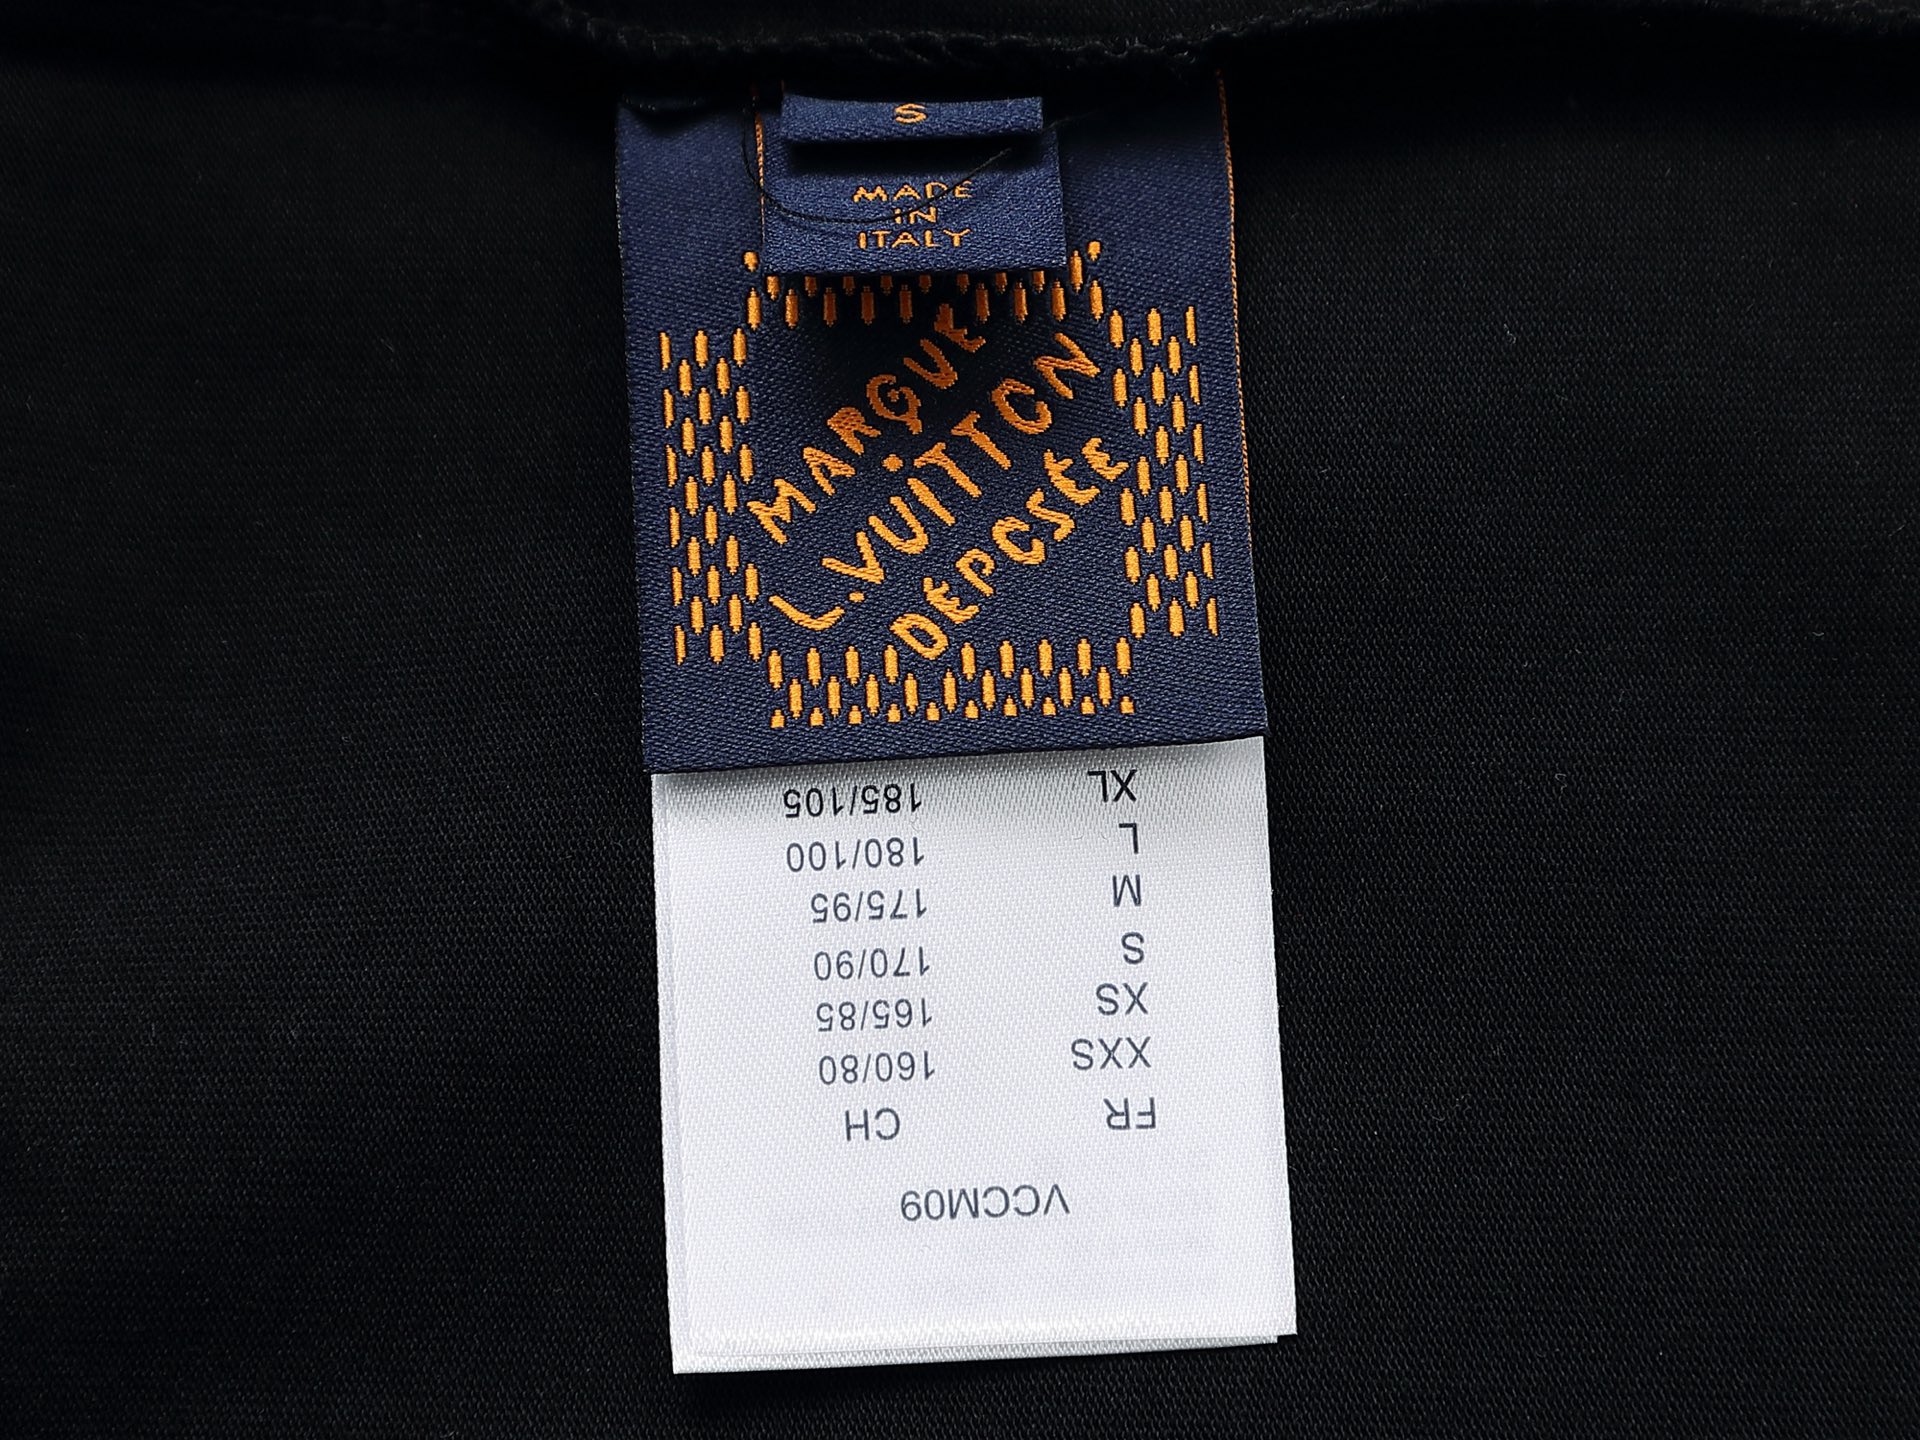 S
MADE
IN
ITALY
MARQUE
L.VUITTON
DÉPOSÉE
VCCM09
FR CH
XXS 160/80
XS 165/85
S 170/90
M 175/95
L 180/100
XL 185/105